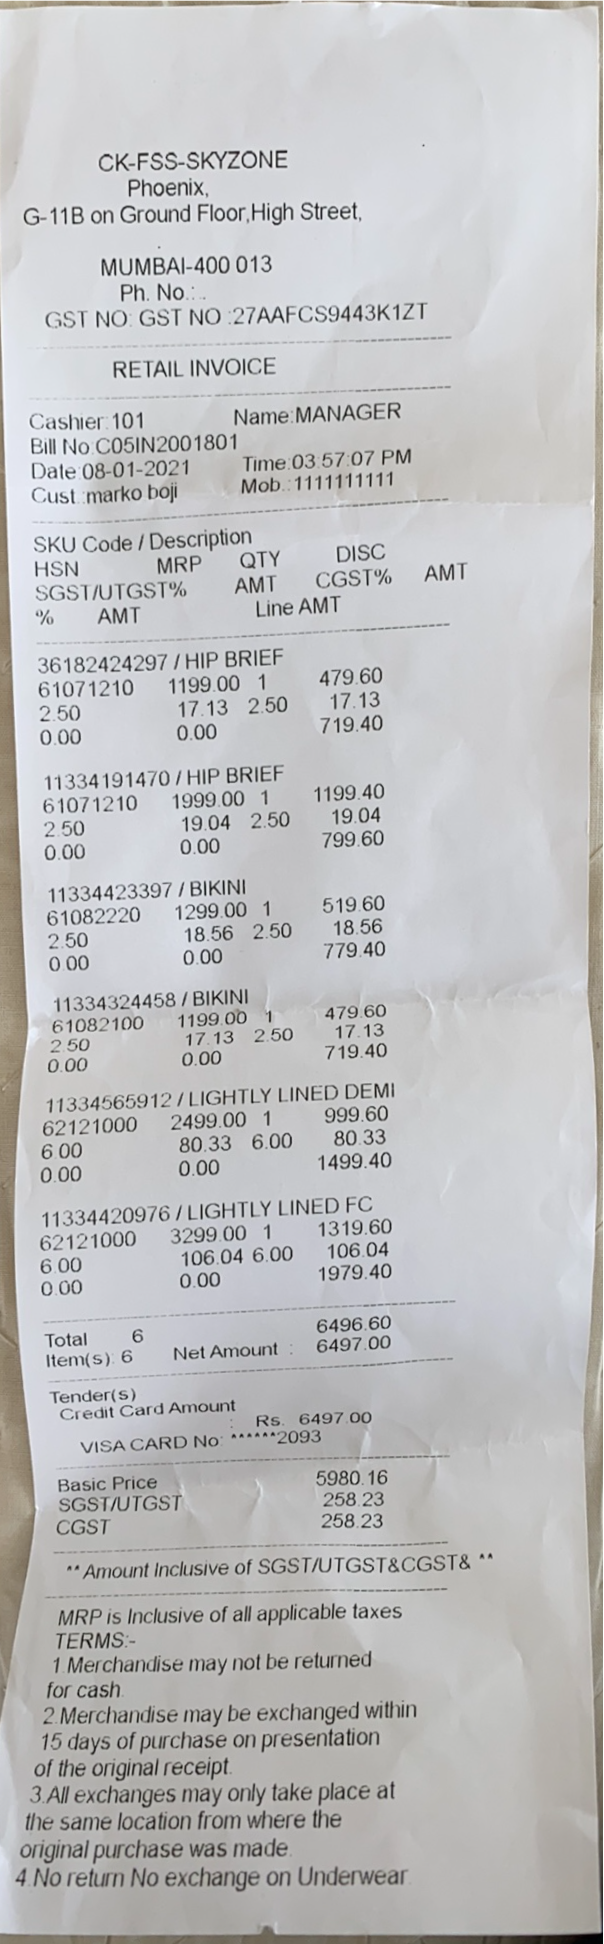 CK-FSS-SKYZONE
Phoenix,
G-11B on Ground Floor,High Street,
MUMBAI-400 013
Ph. No.:.
GST NO: GST NO :27AAFCS9443K1ZT
RETAIL INVOICE
Cashier:101 Name:MANAGER
Bill No:C05IN2001801
Date:08-01-2021 Time:03:57:07 PM
Cust.:marko boji Mob.:1111111111
SKU Code / Description
HSN MRP QTY DISC
SGST/UTGST% AMT CGST% AMT
% AMT Line AMT
36182424297 / HIP BRIEF
61071210 1199.00 1 479.60
2.50 17.13 2.50 17.13
0.00 0.00 719.40
11334191470 / HIP BRIEF
61071210 1999.00 1 1199.40
2.50 19.04 2.50 19.04
0.00 0.00 799.60
11334423397 / BIKINI
61082220 1299.00 1 519.60
2.50 18.56 2.50 18.56
0.00 0.00 779.40
11334324458 / BIKINI
61082100 1199.00 1 479.60
2.50 17.13 2.50 17.13
0.00 0.00 719.40
11334565912 / LIGHTLY LINED DEMI
62121000 2499.00 1 999.60
6.00 80.33 6.00 80.33
0.00 0.00 1499.40
11334420976 / LIGHTLY LINED FC
62121000 3299.00 1 1319.60
6.00 106.04 6.00 106.04
0.00 0.00 1979.40
Total 6 6496.60
Item(s): 6 Net Amount : 6497.00
Tender(s)
Credit Card Amount
: Rs. 6497.00
VISA CARD No: ******2093
Basic Price 5980.16
SGST/UTGST 258.23
CGST 258.23
** Amount Inclusive of SGST/UTGST&CGST& **
MRP is Inclusive of all applicable taxes
TERMS:-
1.Merchandise may not be returned
for cash.
2.Merchandise may be exchanged within
15 days of purchase on presentation
of the original receipt.
3.All exchanges may only take place at
the same location from where the
original purchase was made.
4.No return No exchange on Underwear.